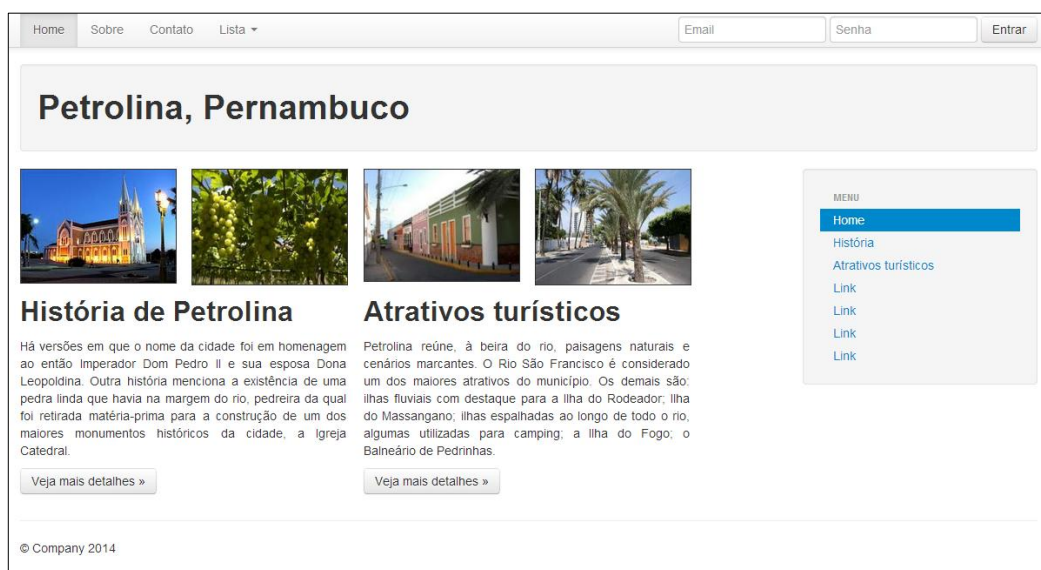 Home Sobre Contato Lista Email Senha Entrar
Petrolina, Pernambuco
História de Petrolina
Há versões em que o nome da cidade foi em homenagem
ao então Imperador Dom Pedro II e sua esposa Dona
Leopoldina. Outra história menciona a existência de uma
pedra linda que havia na margem do rio, pedreira da qual
foi retirada matéria-prima para a construção de um dos
maiores monumentos históricos da cidade, a Igreja
Catedral.
Veja mais detalhes »
Atrativos turísticos
Petrolina reúne, à beira do rio, paisagens naturais e
cenários marcantes. O Rio São Francisco é considerado
um dos maiores atrativos do município. Os demais são:
ilhas fluviais com destaque para a Ilha do Rodeador; Ilha
do Massangano; ilhas espalhadas ao longo de todo o rio,
algumas utilizadas para camping; a Ilha do Fogo; o
Balneário de Pedrinhas.
Veja mais detalhes »
MENU
Home
História
Atrativos turísticos
Link
Link
Link
Link
© Company 2014